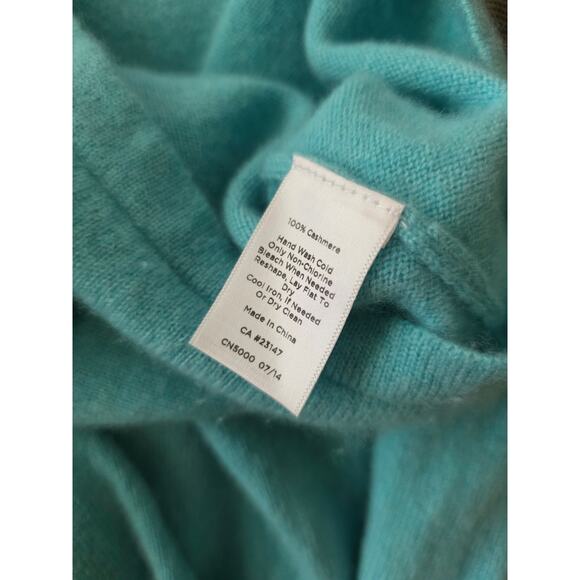 100% Cashmere
Hand Wash Cold
Only Non-Chlorine
Bleach When Needed
Reshape, Lay Flat To
Dry
Cool Iron, If Needed
Or Dry Clean
Made In China
CA #23147
CN5000 07/14